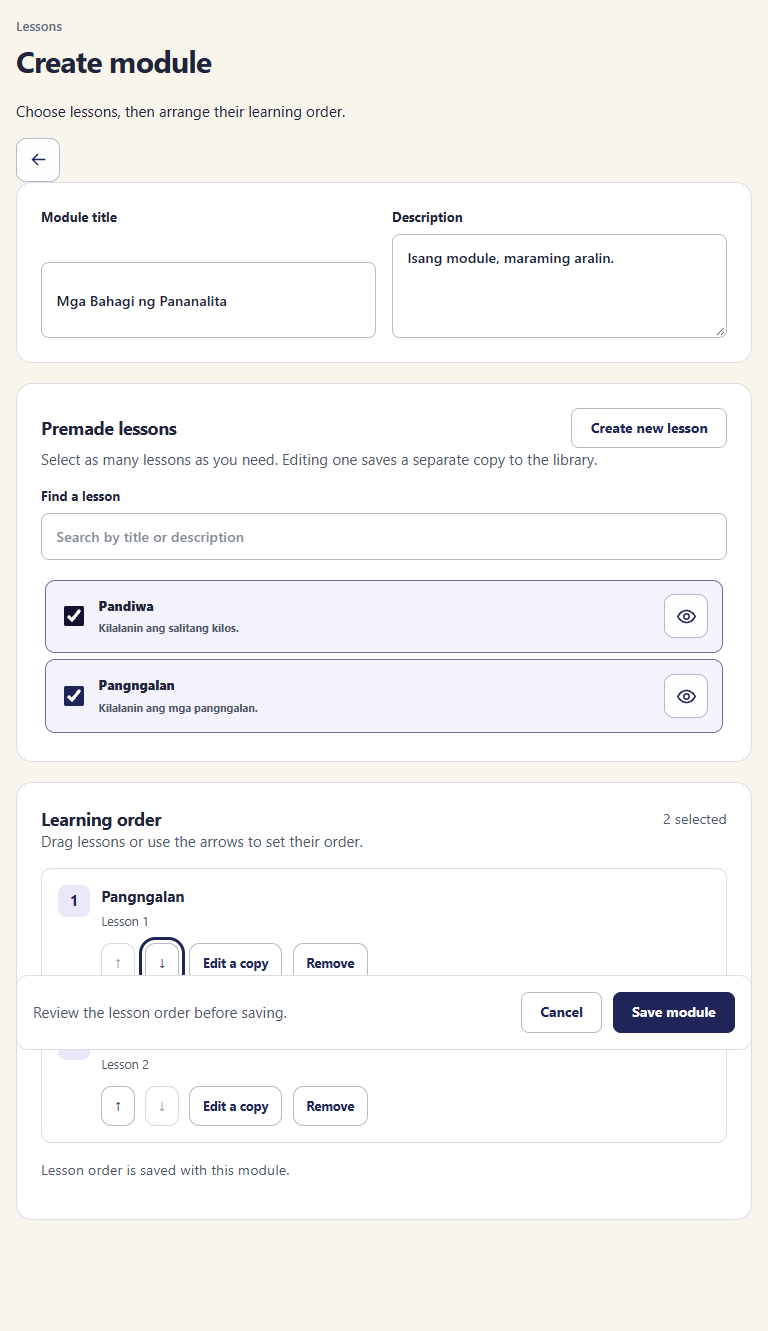 Lessons
Create module
Choose lessons, then arrange their learning order.
←
Module title
Description
Mga Bahagi ng Pananalita
Isang module, maraming aralin.
Premade lessons
Create new lesson
Select as many lessons as you need. Editing one saves a separate copy to the library.
Find a lesson
Search by title or description
Pandiwa
Kilalanin ang salitang kilos.
Pangngalan
Kilalanin ang mga pangngalan.
Learning order
2 selected
Drag lessons or use the arrows to set their order.
1
Pangngalan
Lesson 1
↑ ↓ Edit a copy Remove
Review the lesson order before saving.
Cancel
Save module
Lesson 2
↑ ↓ Edit a copy Remove
Lesson order is saved with this module.